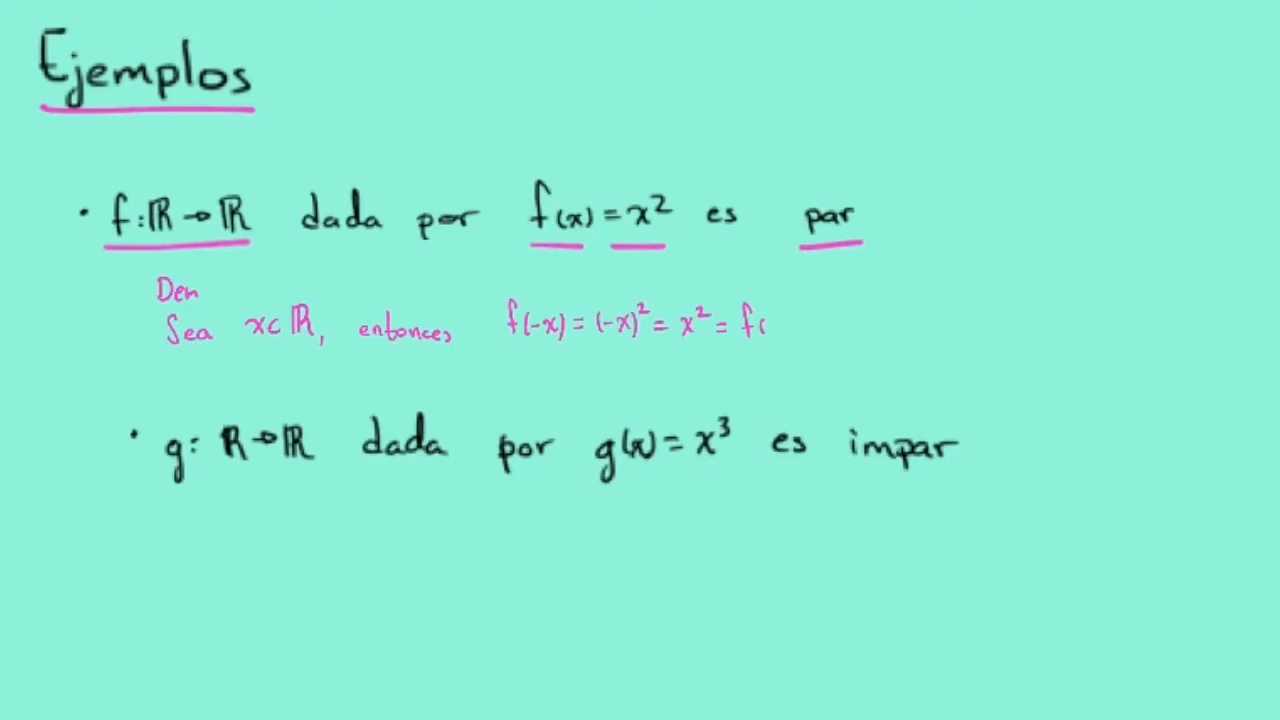 Ejemplos
· f: ℝ → ℝ dada por f(x) = x² es par
Dem
Sea x ∈ ℝ, entonces f(-x) = (-x)² = x² = f(
· g: ℝ → ℝ dada por g(x) = x³ es impar